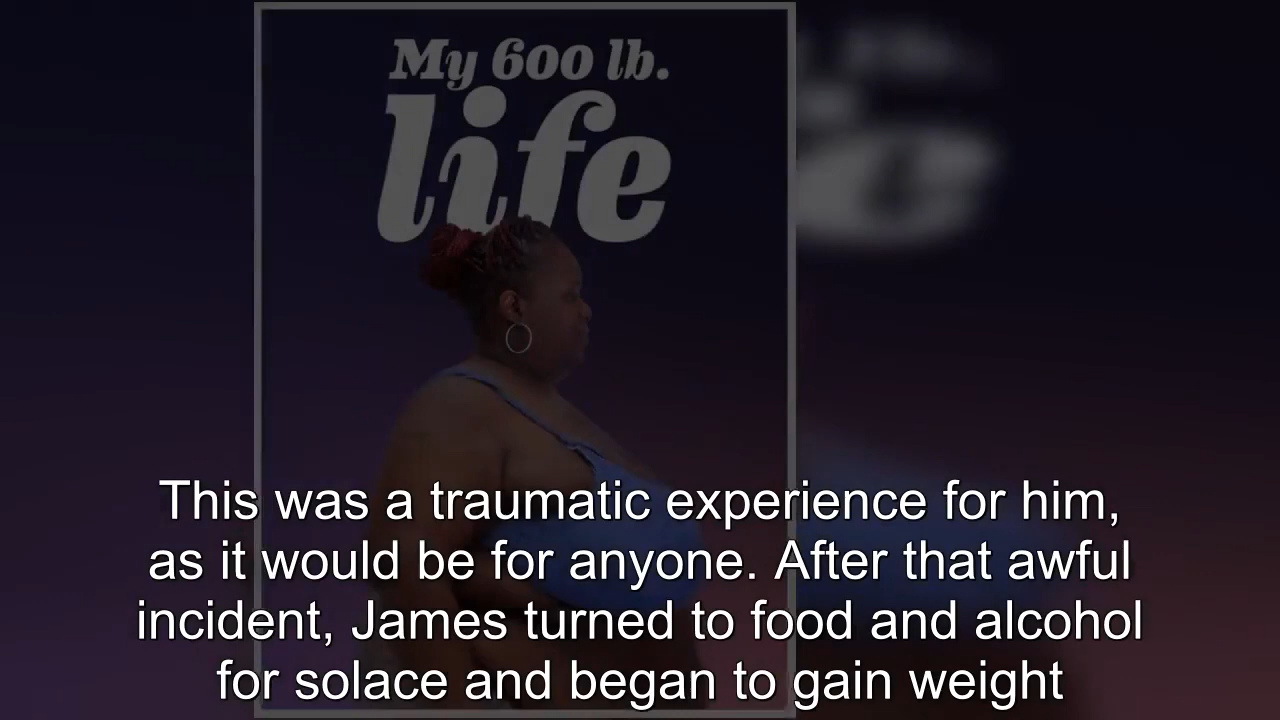 My 600 lb.
life
This was a traumatic experience for him,
as it would be for anyone. After that awful
incident, James turned to food and alcohol
for solace and began to gain weight